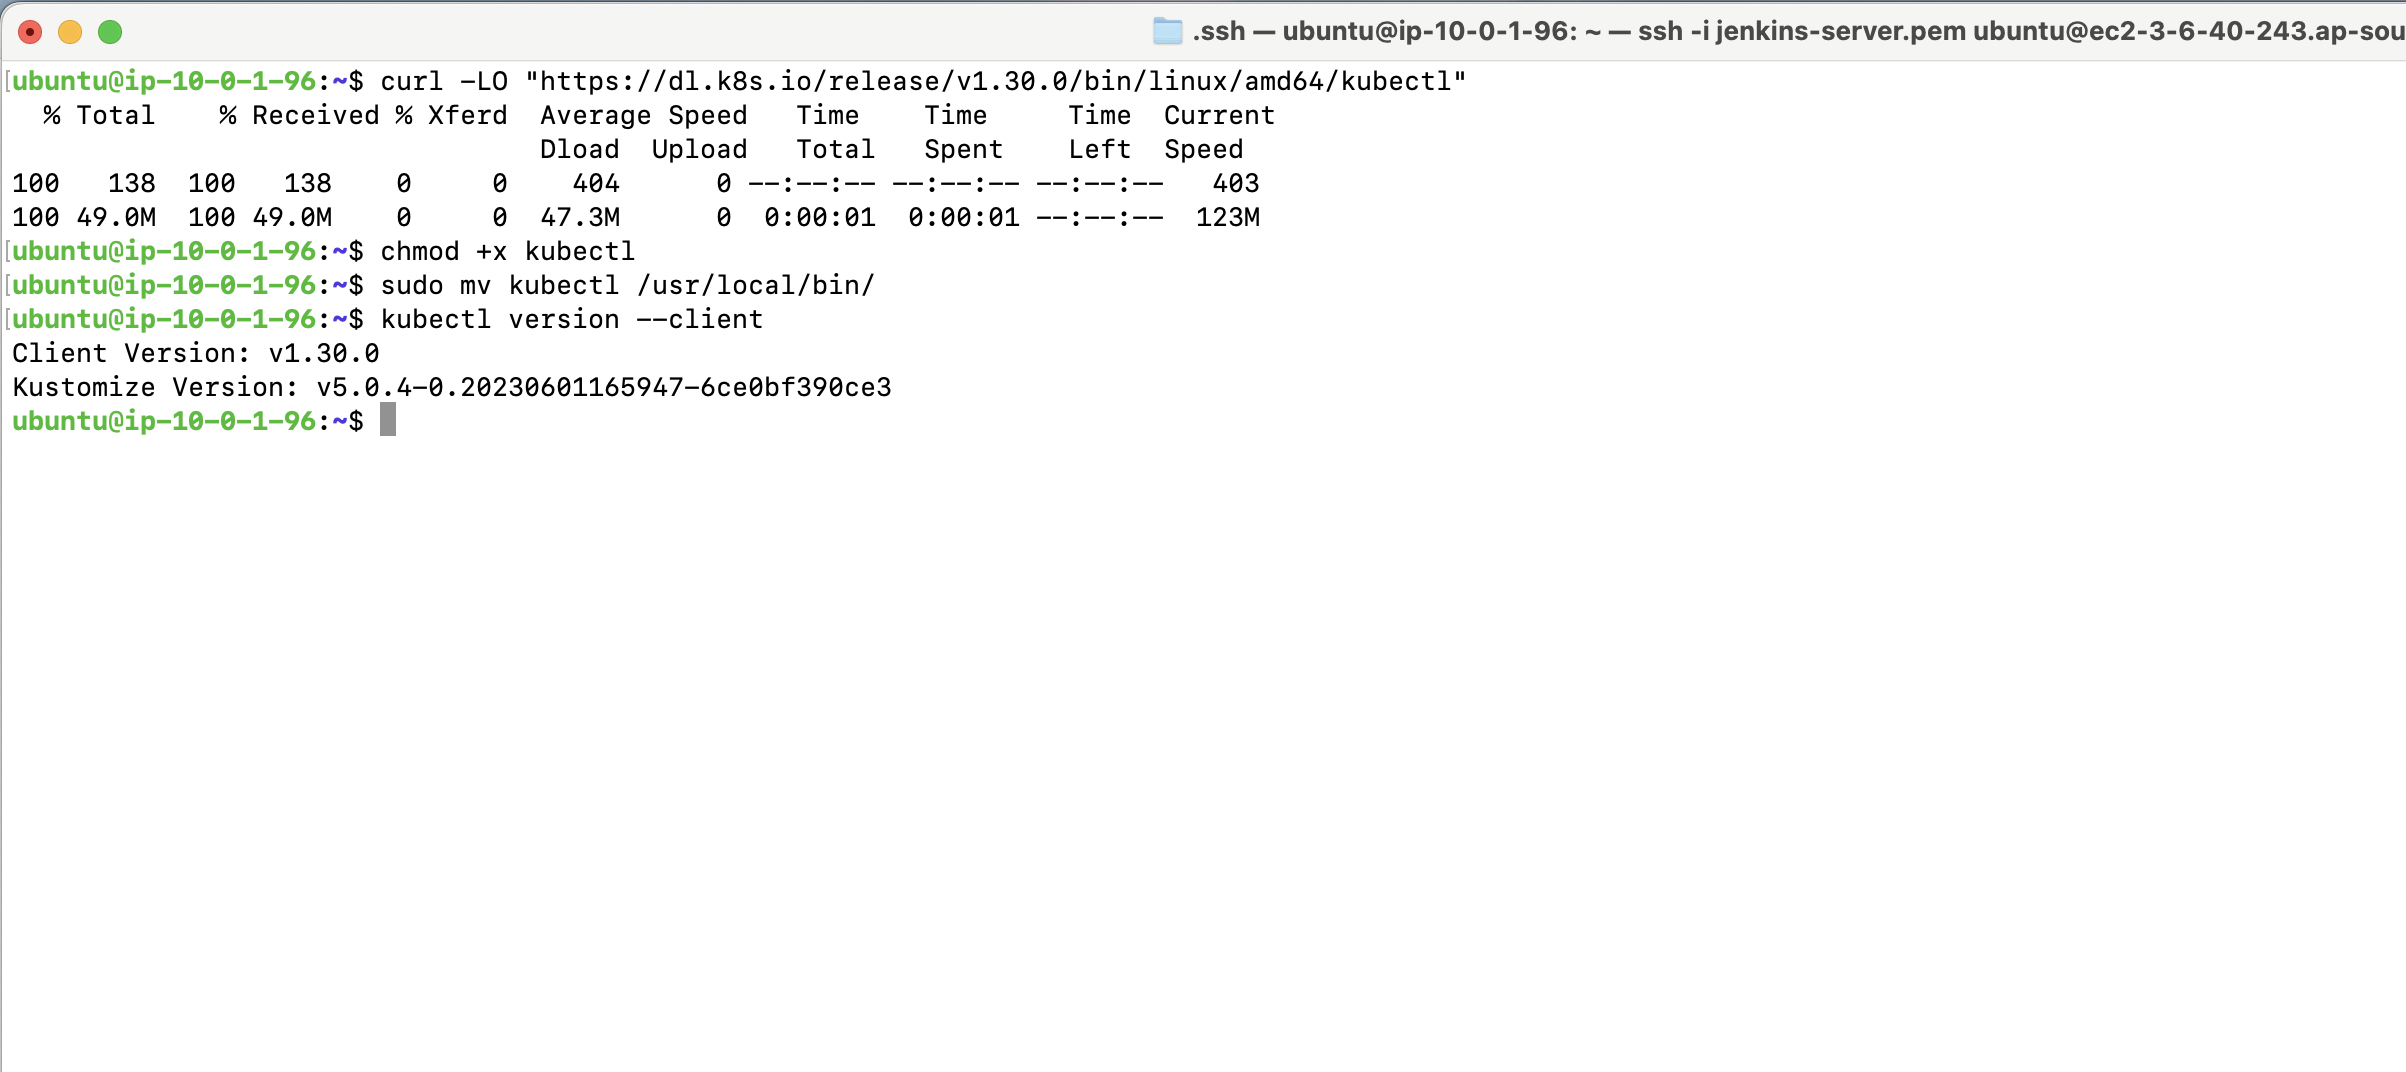 .ssh — ubuntu@ip-10-0-1-96: ~ — ssh -i jenkins-server.pem ubuntu@ec2-3-6-40-243.ap-sou
[ubuntu@ip-10-0-1-96:~$ curl -LO "https://dl.k8s.io/release/v1.30.0/bin/linux/amd64/kubectl"
  % Total    % Received % Xferd  Average Speed   Time    Time     Time  Current
                                 Dload  Upload   Total   Spent    Left  Speed
100   138  100   138    0     0    404      0 --:--:-- --:--:-- --:--:--   403
100 49.0M  100 49.0M    0     0  47.3M      0  0:00:01  0:00:01 --:--:--  123M
[ubuntu@ip-10-0-1-96:~$ chmod +x kubectl
[ubuntu@ip-10-0-1-96:~$ sudo mv kubectl /usr/local/bin/
[ubuntu@ip-10-0-1-96:~$ kubectl version --client
Client Version: v1.30.0
Kustomize Version: v5.0.4-0.20230601165947-6ce0bf390ce3
ubuntu@ip-10-0-1-96:~$